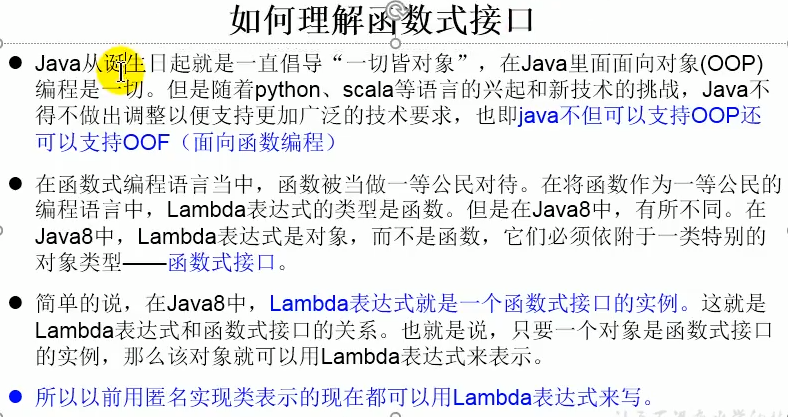 如何理解函数式接口
● Java从诞生日起就是一直倡导“一切皆对象”，在Java里面面向对象(OOP)
编程是一切。但是随着python、scala等语言的兴起和新技术的挑战，Java不
得不做出调整以便支持更加广泛的技术要求，也即java不但可以支持OOP还
可以支持OOF（面向函数编程）
● 在函数式编程语言当中，函数被当做一等公民对待。在将函数作为一等公民的
编程语言中，Lambda表达式的类型是函数。但是在Java8中，有所不同。在
Java8中，Lambda表达式是对象，而不是函数，它们必须依附于一类特别的
对象类型——函数式接口。
● 简单的说，在Java8中，Lambda表达式就是一个函数式接口的实例。这就是
Lambda表达式和函数式接口的关系。也就是说，只要一个对象是函数式接口
的实例，那么该对象就可以用Lambda表达式来表示。
● 所以以前用匿名实现类表示的现在都可以用Lambda表达式来写。